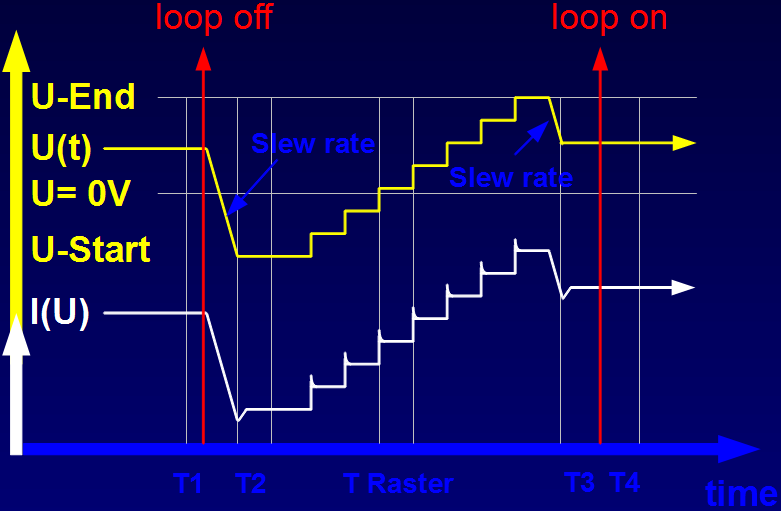 loop off
loop on
U-End
U(t)
Slew rate
Slew rate
U= 0V
U-Start
I(U)
T1
T2
T Raster
T3
T4
time